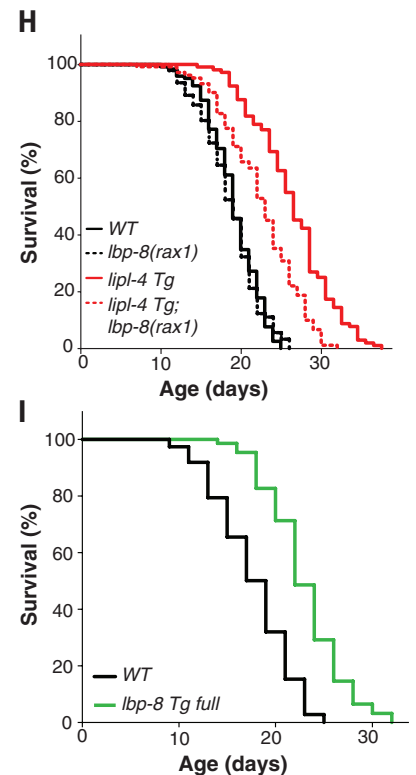 H
100
80
60
40
20
0
Survival (%)
WT
lbp-8(rax1)
lipl-4 Tg
lipl-4 Tg;
lbp-8(rax1)
0 10 20 30
Age (days)
I
100
80
60
40
20
0
Survival (%)
WT
lbp-8 Tg full
10 20 30
Age (days)